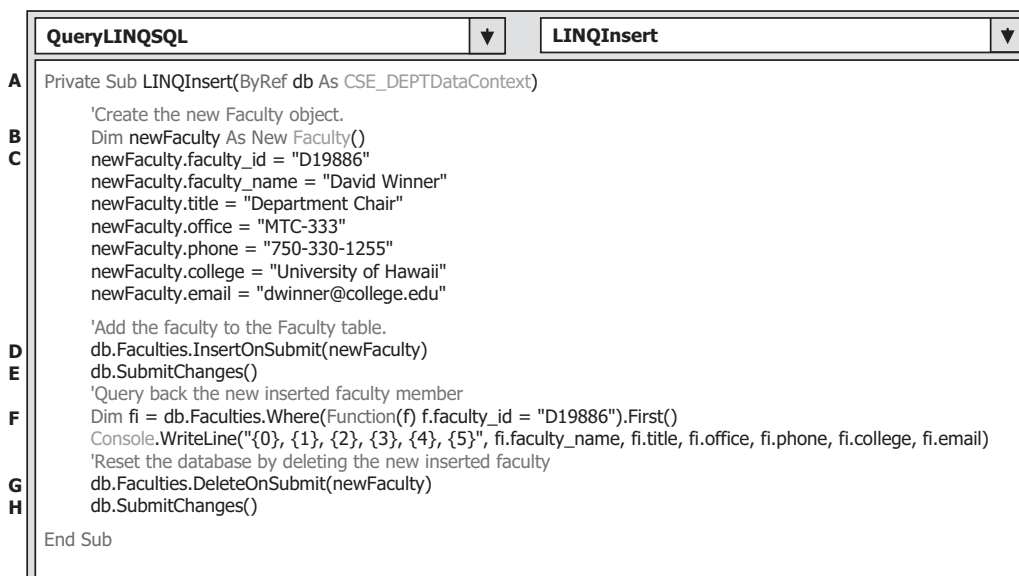 QueryLINQSQL LINQInsert
A Private Sub LINQInsert(ByRef db As CSE_DEPTDataContext)
'Create the new Faculty object.
B Dim newFaculty As New Faculty()
C newFaculty.faculty_id = "D19886"
newFaculty.faculty_name = "David Winner"
newFaculty.title = "Department Chair"
newFaculty.office = "MTC-333"
newFaculty.phone = "750-330-1255"
newFaculty.college = "University of Hawaii"
newFaculty.email = "dwinner@college.edu"
'Add the faculty to the Faculty table.
D db.Faculties.InsertOnSubmit(newFaculty)
E db.SubmitChanges()
'Query back the new inserted faculty member
F Dim fi = db.Faculties.Where(Function(f) f.faculty_id = "D19886").First()
Console.WriteLine("{0}, {1}, {2}, {3}, {4}, {5}", fi.faculty_name, fi.title, fi.office, fi.phone, fi.college, fi.email)
'Reset the database by deleting the new inserted faculty
G db.Faculties.DeleteOnSubmit(newFaculty)
H db.SubmitChanges()
End Sub